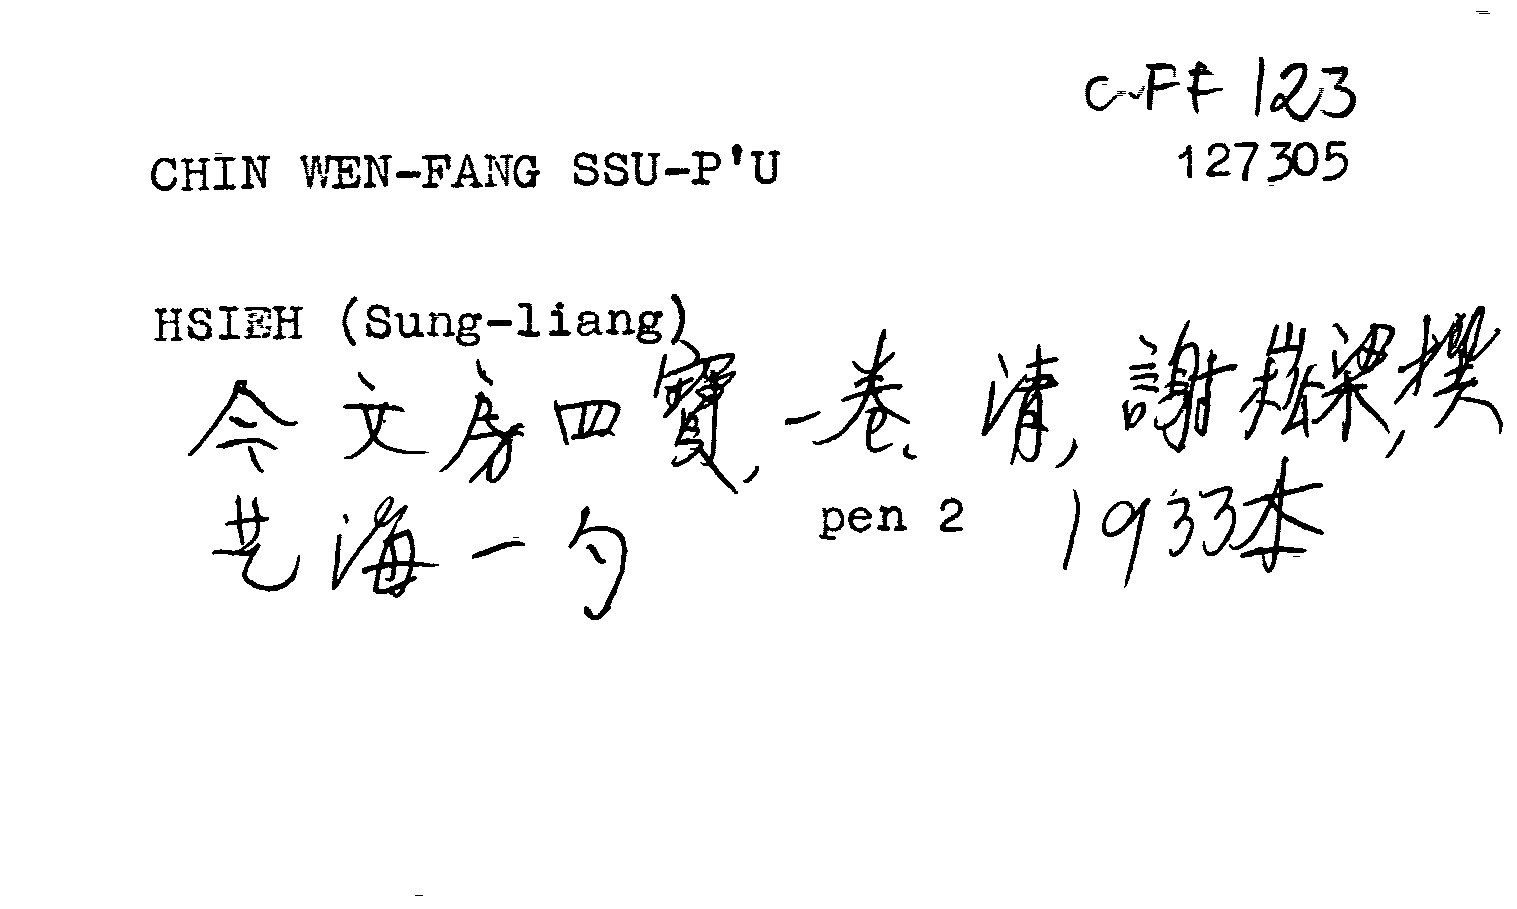 C-FF 123
127305
CHIN WEN-FANG SSU-P'U
HSIEH (Sung-liang)
今文房四寶, 一卷. 清, 謝崧梁, 撰
艺海一勺 pen 2 1933本